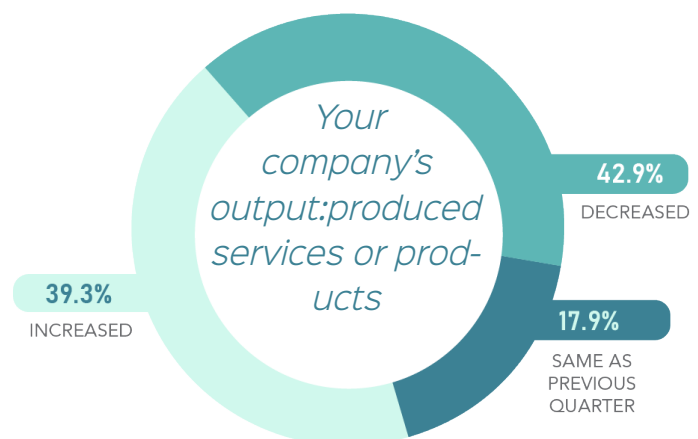 Your
company's
output:produced
services or prod-
ucts
42.9%
DECREASED
39.3%
INCREASED
17.9%
SAME AS
PREVIOUS
QUARTER